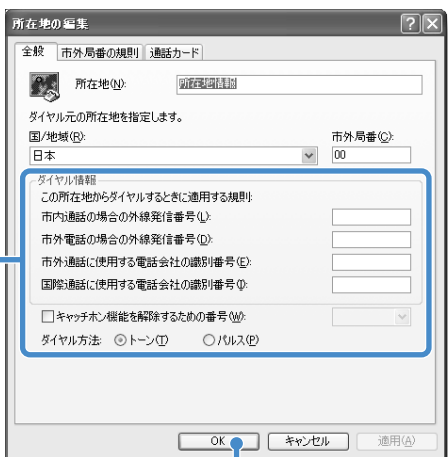 所在地の編集
全般 市外局番の規則 通話カード
所在地(N): 所在地情報
ダイヤル元の所在地を指定します。
国/地域(R): 市外局番(C):
日本 00
ダイヤル情報
この所在地からダイヤルするときに適用する規則:
市内通話の場合の外線発信番号(L):
市外電話の場合の外線発信番号(D):
市外通話に使用する電話会社の識別番号(E):
国際通話に使用する電話会社の識別番号(I):
キャッチホン機能を解除するための番号(W):
ダイヤル方法: トーン(T) パルス(P)
OK キャンセル 適用(A)